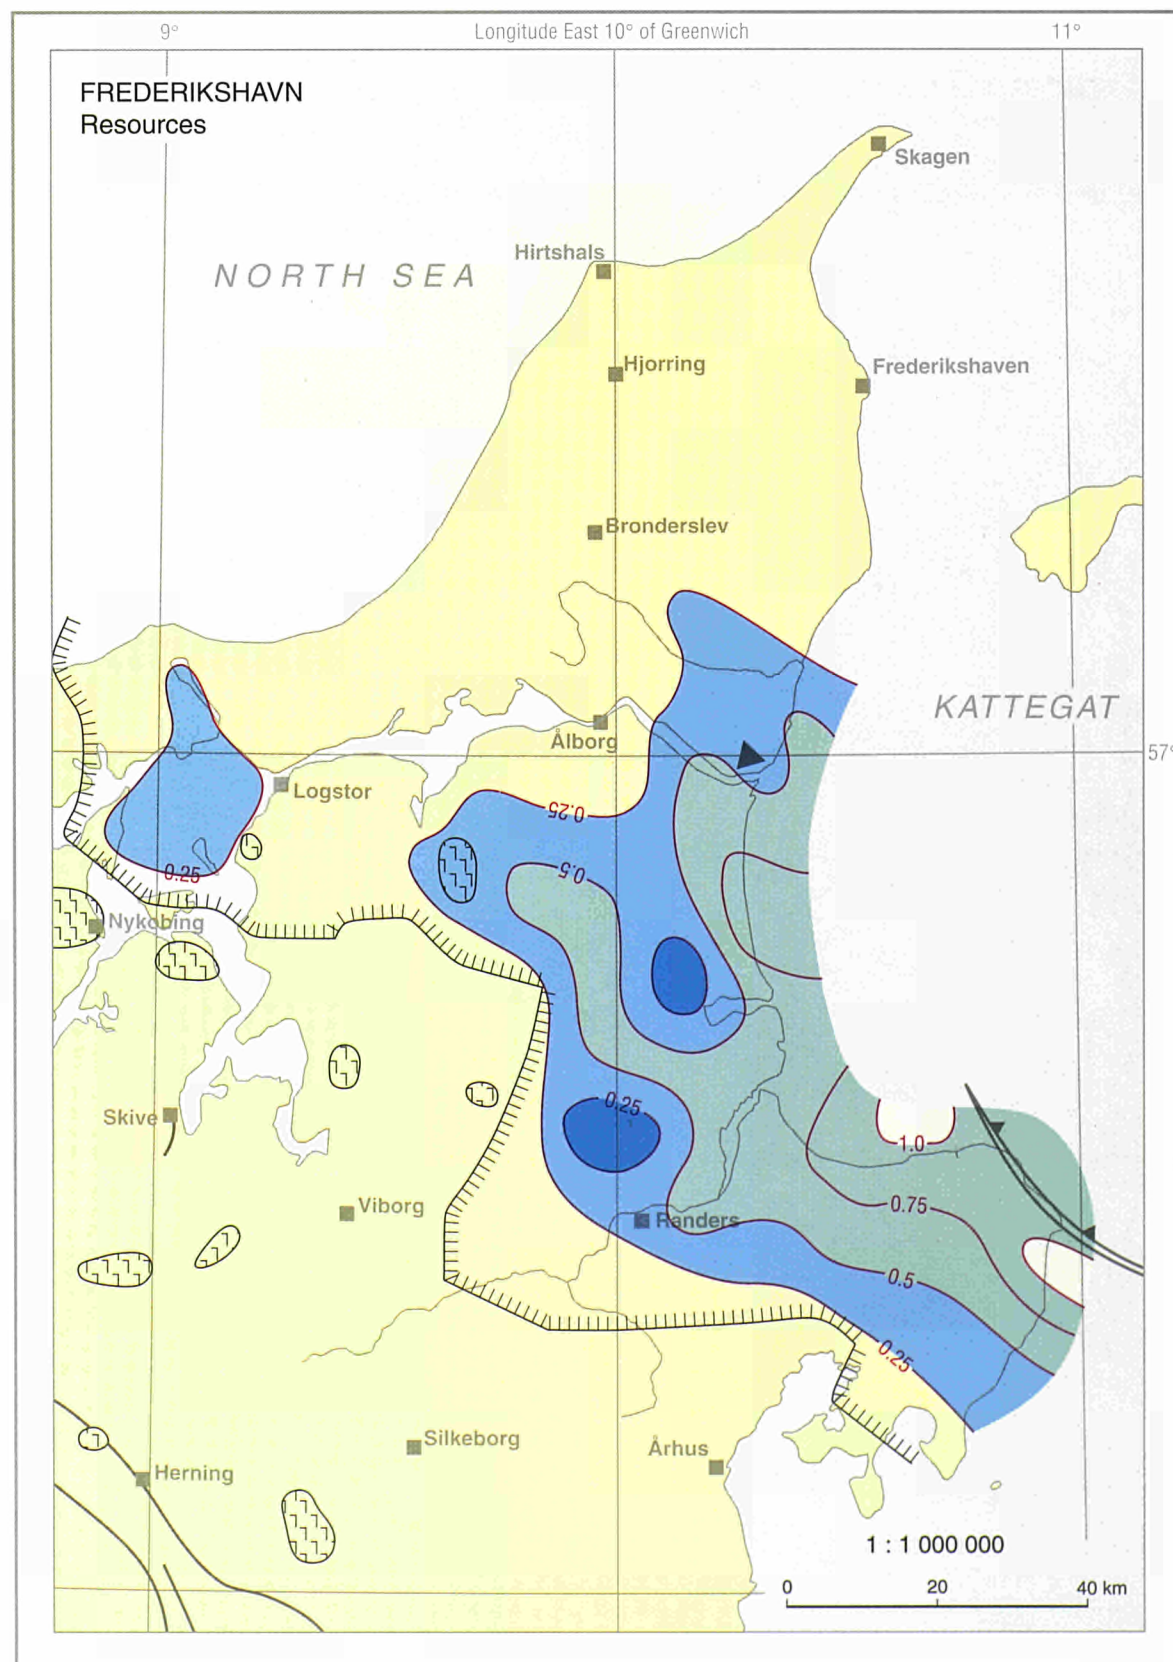 9°
Longitude East 10° of Greenwich
11°
FREDERIKSHAVN
Resources
Skagen
Hirtshals
NORTH SEA
Hjorring
Frederikshaven
Bronderslev
KATTEGAT
Ålborg
57°
Logstor
0.25
0.5
0.25
Nykobing
0.25
Skive
1.0
Viborg
0.75
Randers
0.5
0.25
Silkeborg
Århus
Herning
1 : 1 000 000
0 20 40 km